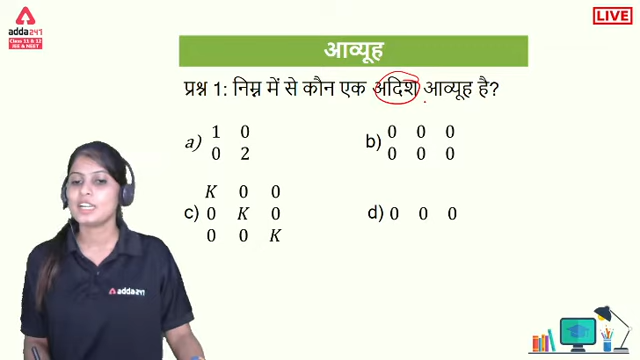 adda247
Class 11 & 12
JEE & NEET
LIVE
आव्यूह
प्रश्न 1: निम्न में से कौन एक अदिश आव्यूह है?
a) 1 0
0 2
b) 0 0 0
0 0 0
c) K 0 0
0 K 0
0 0 K
d) 0 0 0
adda247